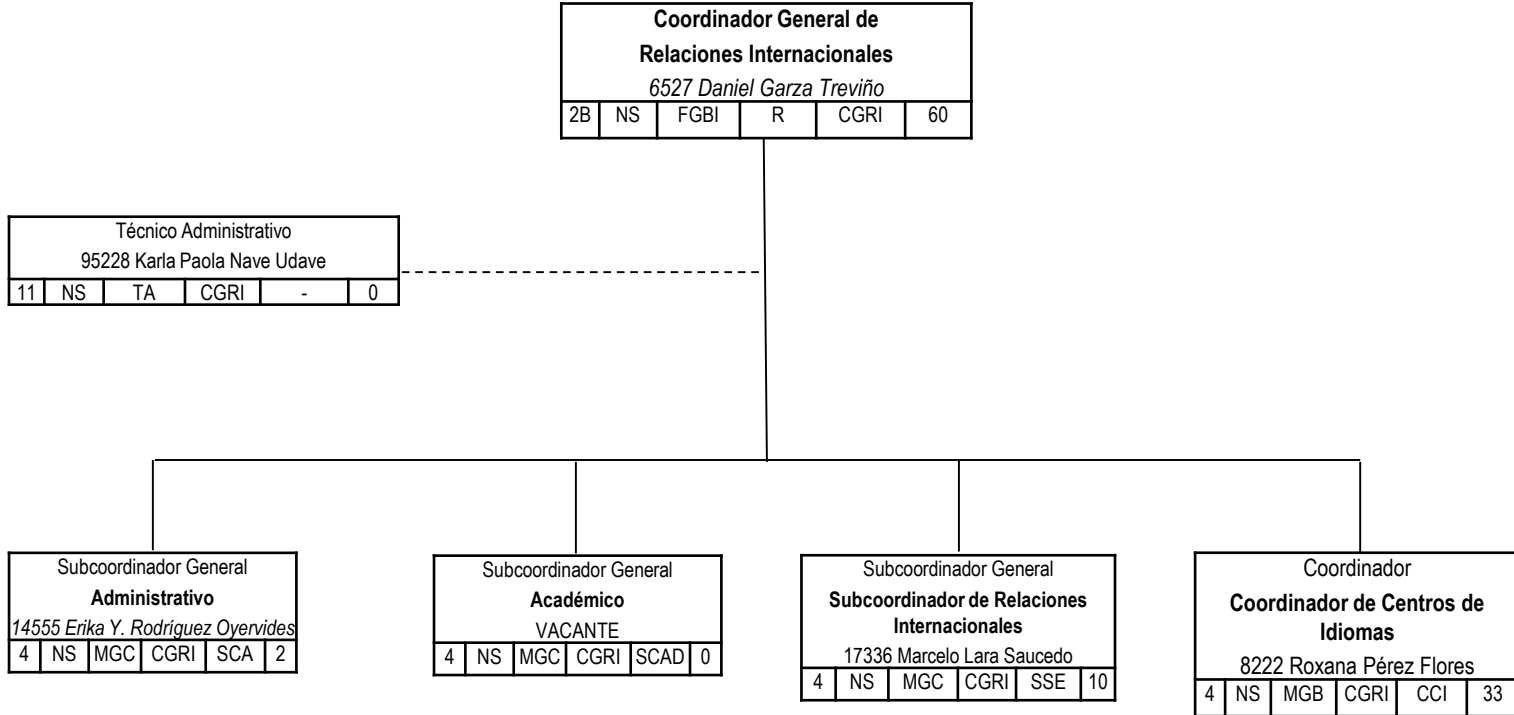 Coordinador General de
Relaciones Internacionales
6527 Daniel Garza Treviño
2B NS FGBI R CGRI 60
Técnico Administrativo
95228 Karla Paola Nave Udave
11 NS TA CGRI - 0
Subcoordinador General
Administrativo
14555 Erika Y. Rodríguez Oyervides
4 NS MGC CGRI SCA 2
Subcoordinador General
Académico
VACANTE
4 NS MGC CGRI SCAD 0
Subcoordinador General
Subcoordinador de Relaciones
Internacionales
17336 Marcelo Lara Saucedo
4 NS MGC CGRI SSE 10
Coordinador
Coordinador de Centros de
Idiomas
8222 Roxana Pérez Flores
4 NS MGB CGRI CCI 33